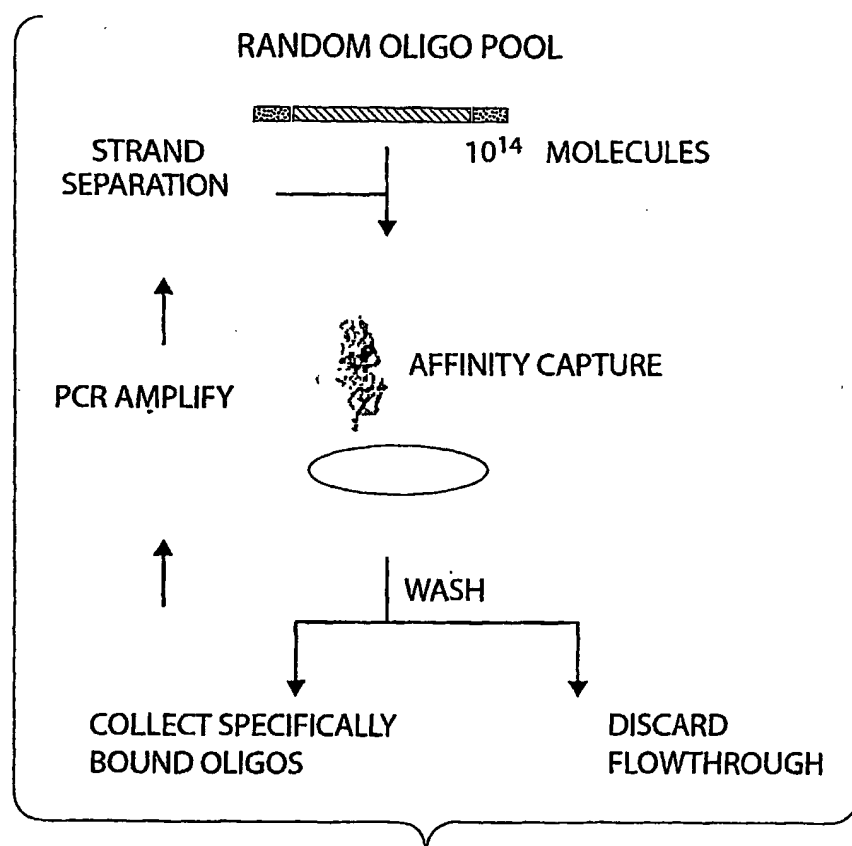 RANDOM OLIGO POOL
STRAND
SEPARATION
10¹⁴ MOLECULES
AFFINITY CAPTURE
PCR AMPLIFY
WASH
COLLECT SPECIFICALLY
BOUND OLIGOS
DISCARD
FLOWTHROUGH